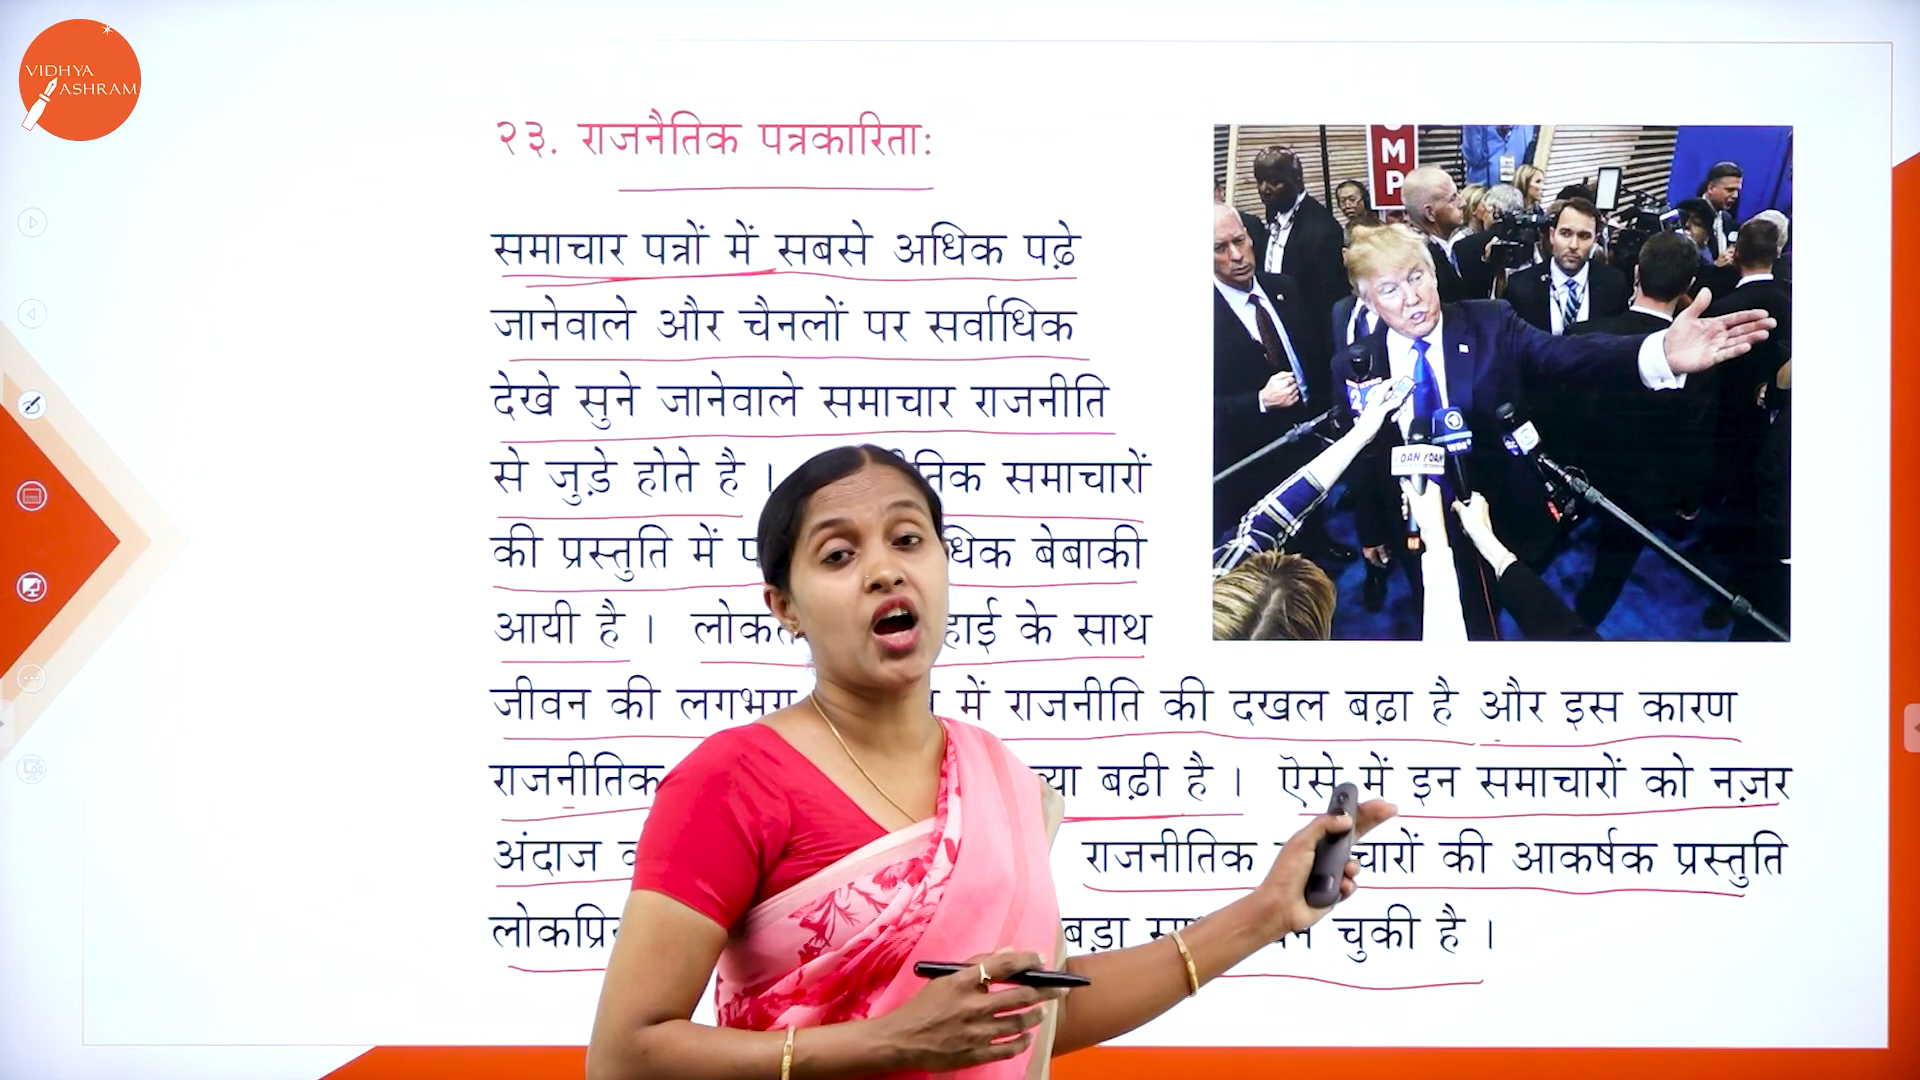 VIDHYA
ASHRAM
२३. राजनैतिक पत्रकारिताः
समाचार पत्रों में सबसे अधिक पढ़े
जानेवाले और चैनलों पर सर्वाधिक
देखे सुने जानेवाले समाचार राजनीति
से जुड़े होते है । समाचारों
की प्रस्तुति में बेबाकी
आयी है । के साथ
जीवन की में राजनीति की दखल बढ़ा है और इस कारण
राजनीतिक बढ़ी है । ऐसे में इन समाचारों को नज़र
अंदाज राजनीतिक की आकर्षक प्रस्तुति
बड़ा चुकी है ।
M
P